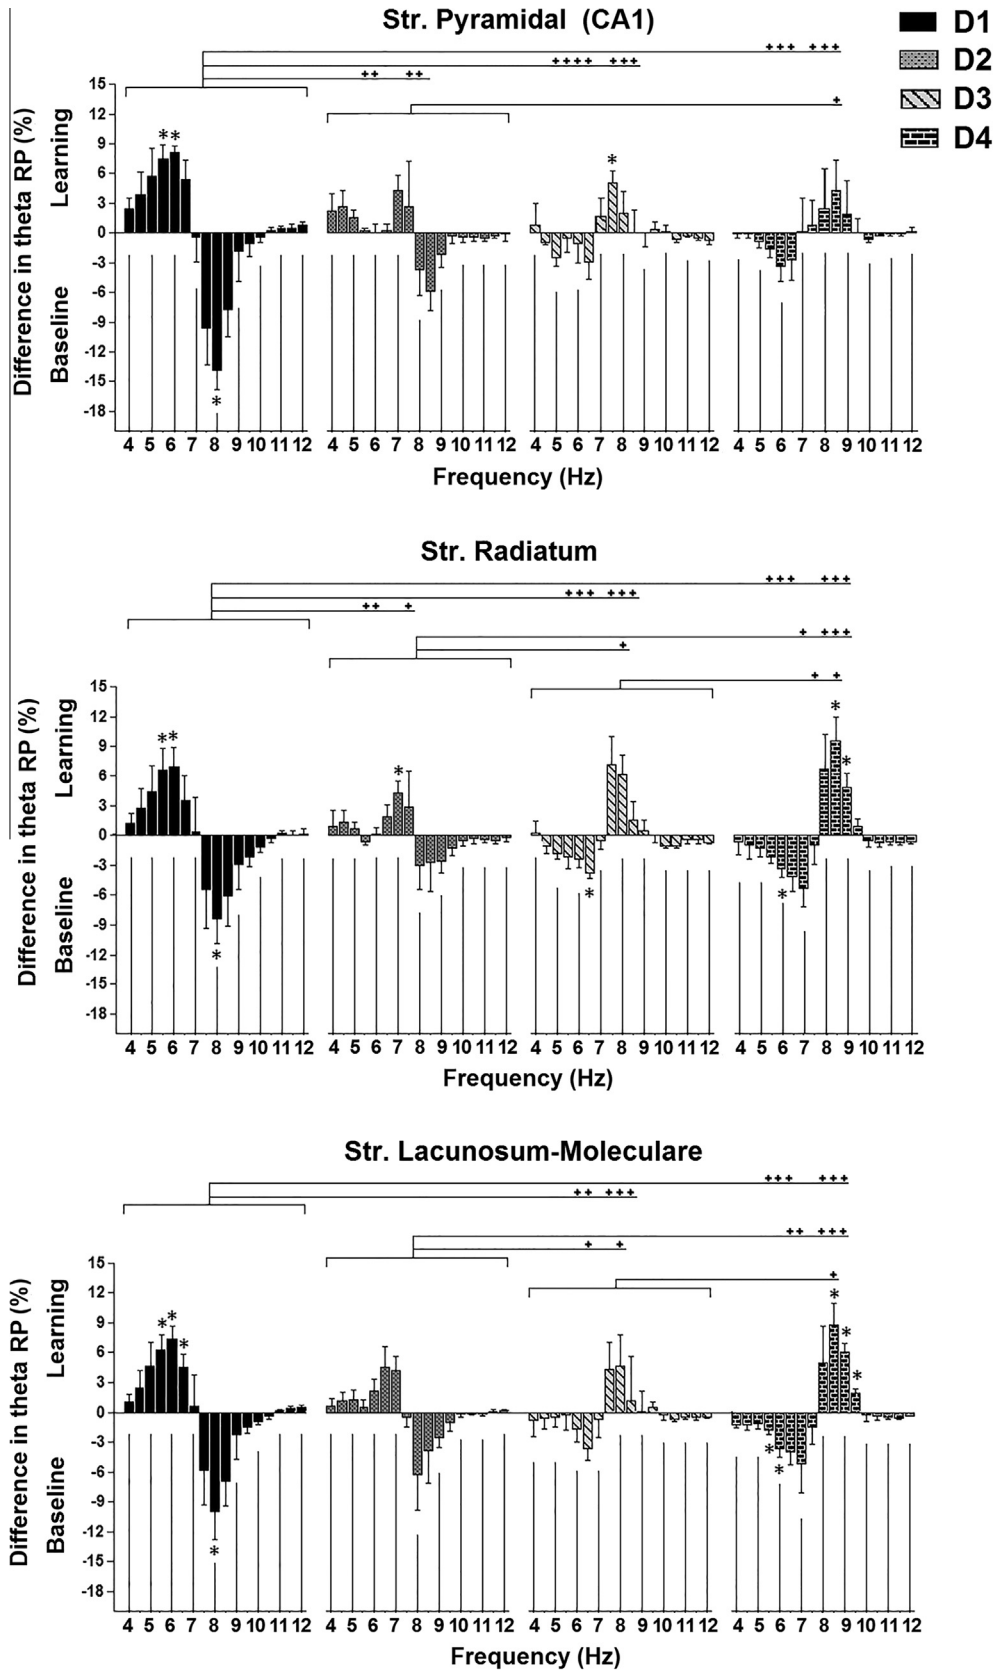 Str. Pyramidal (CA1)
D1
D2
D3
D4
+++ +++
++++ +++
++ ++
+
Difference in theta RP (%)
Learning
Baseline
15
12
9
6
3
0
-3
-6
-9
-12
-15
-18
* *
*
*
4 5 6 7 8 9 10 11 12
4 5 6 7 8 9 10 11 12
4 5 6 7 8 9 10 11 12
4 5 6 7 8 9 10 11 12
Frequency (Hz)
Str. Radiatum
+++ +++
+++ +++
++ +
+ +++
+
+ +
Difference in theta RP (%)
Learning
Baseline
15
12
9
6
3
0
-3
-6
-9
-12
-15
-18
* *
*
*
*
*
*
*
4 5 6 7 8 9 10 11 12
4 5 6 7 8 9 10 11 12
4 5 6 7 8 9 10 11 12
4 5 6 7 8 9 10 11 12
Frequency (Hz)
Str. Lacunosum-Moleculare
+++ +++
++ +++
++ +++
+ +
+
Difference in theta RP (%)
Learning
Baseline
15
12
9
6
3
0
-3
-6
-9
-12
-15
-18
* * *
*
* * *
* *
4 5 6 7 8 9 10 11 12
4 5 6 7 8 9 10 11 12
4 5 6 7 8 9 10 11 12
4 5 6 7 8 9 10 11 12
Frequency (Hz)